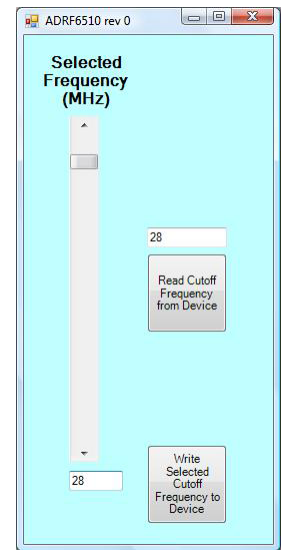 ADRF6510 rev 0
Selected
Frequency
(MHz)
28
Read Cutoff
Frequency
from Device
28
Write
Selected
Cutoff
Frequency to
Device